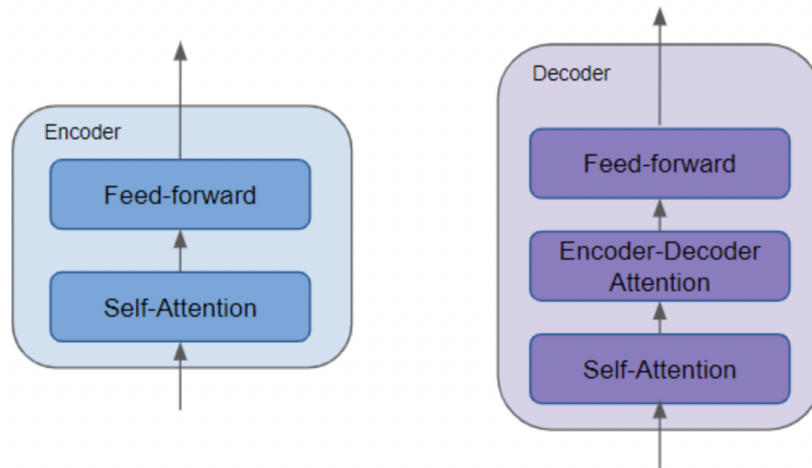 Encoder
Feed-forward
Self-Attention
Decoder
Feed-forward
Encoder-Decoder
Attention
Self-Attention